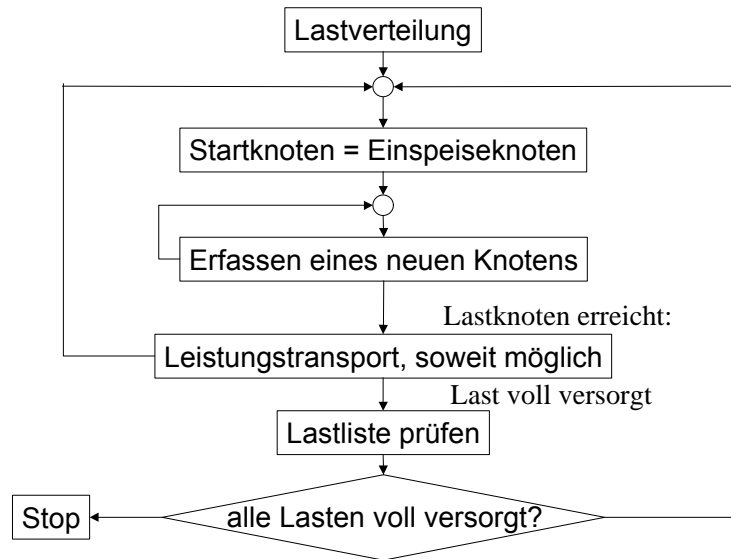 Lastverteilung
Startknoten = Einspeiseknoten
Erfassen eines neuen Knotens
Lastknoten erreicht:
Leistungstransport, soweit möglich
Last voll versorgt
Lastliste prüfen
Stop
alle Lasten voll versorgt?